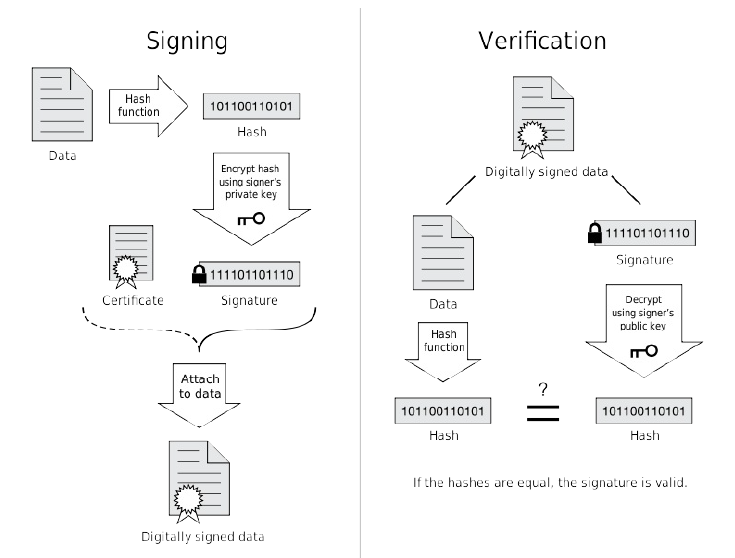 Signing
Hash
function
101100110101
Hash
Data
Encrypt hash
using signer's
private key
Certificate
111101101110
Signature
Attach
to data
Digitally signed data
Verification
Digitally signed data
Data
111101101110
Signature
Hash
function
Decrypt
using signer's
public key
101100110101
Hash
?
=
101100110101
Hash
If the hashes are equal, the signature is valid.